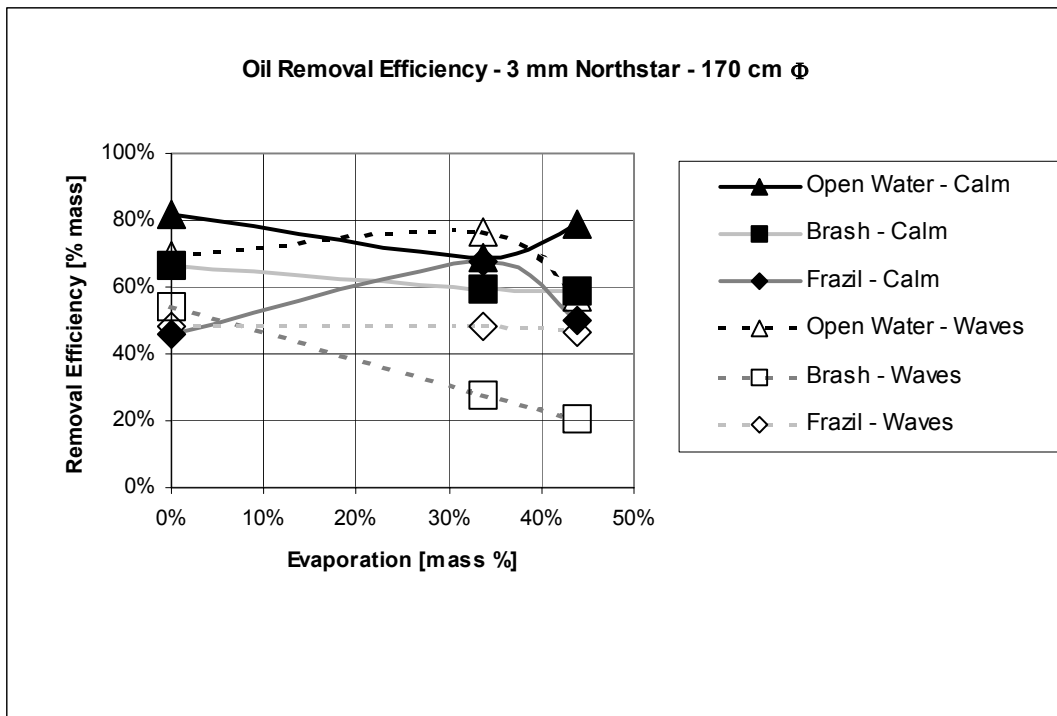 Oil Removal Efficiency - 3 mm Northstar - 170 cm Φ
Removal Efficiency [% mass]
100%
80%
60%
40%
20%
0%
0% 10% 20% 30% 40% 50%
Evaporation [mass %]
Open Water - Calm
Brash - Calm
Frazil - Calm
Open Water - Waves
Brash - Waves
Frazil - Waves